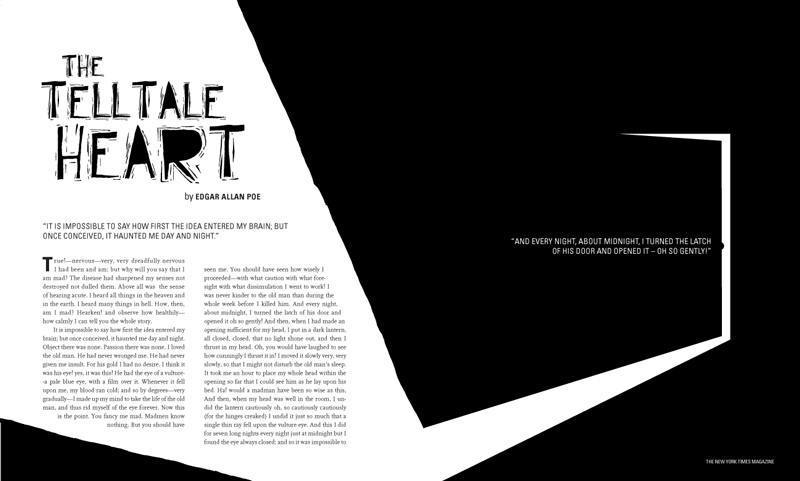 THE
TELLTALE
HEART
by EDGAR ALLAN POE
“IT IS IMPOSSIBLE TO SAY HOW FIRST THE IDEA ENTERED MY BRAIN; BUT
ONCE CONCEIVED, IT HAUNTED ME DAY AND NIGHT.”
True!—nervous—very, very dreadfully nervous
I had been and am; but why will you say that I
am mad? The disease had sharpened my senses not
destroyed not dulled them. Above all was the sense
of hearing acute. I heard all things in the heaven and
in the earth. I heard many things in hell. How, then,
am I mad? Hearken! and observe how healthily—
how calmly I can tell you the whole story.
It is impossible to say how first the idea entered my
brain; but once conceived, it haunted me day and night.
Object there was none. Passion there was none. I loved
the old man. He had never wronged me. He had never
given me insult. For his gold I had no desire. I think it
was his eye! yes, it was this! He had the eye of a vulture-
-a pale blue eye, with a film over it. Whenever it fell
upon me, my blood ran cold; and so by degrees—very
gradually—I made up my mind to take the life of the old
man, and thus rid myself of the eye forever. Now this
is the point. You fancy me mad. Madmen know
nothing. But you should have
seen me. You should have seen how wisely I
proceeded—with what caution with what fore-
sight with what dissimulation I went to work! I
was never kinder to the old man than during the
whole week before I killed him. And every night,
about midnight, I turned the latch of his door and
opened it oh so gently! And then, when I had made an
opening sufficient for my head, I put in a dark lantern,
all closed, closed, that no light shone out, and then I
thrust in my head. Oh, you would have laughed to see
how cunningly I thrust it in! I moved it slowly very, very
slowly, so that I might not disturb the old man's sleep.
It took me an hour to place my whole head within the
opening so far that I could see him as he lay upon his
bed. Ha! would a madman have been so wise as this,
And then, when my head was well in the room, I un-
did the lantern cautiously oh, so cautiously cautiously
(for the hinges creaked) I undid it just so much that a
single thin ray fell upon the vulture eye. And this I did
for seven long nights every night just at midnight but I
found the eye always closed; and so it was impossible to
“AND EVERY NIGHT, ABOUT MIDNIGHT, I TURNED THE LATCH
OF HIS DOOR AND OPENED IT – OH SO GENTLY!”
THE NEW YORK TIMES MAGAZINE